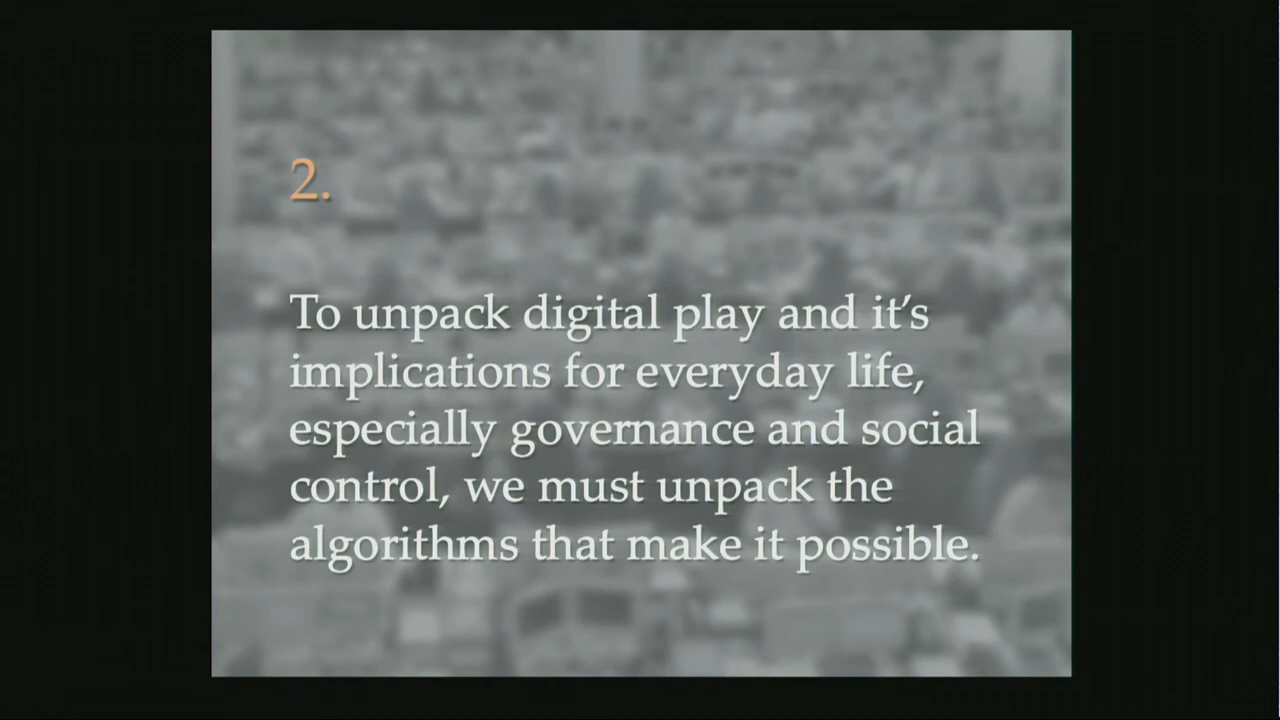 2.
To unpack digital play and it’s
implications for everyday life,
especially governance and social
control, we must unpack the
algorithms that make it possible.